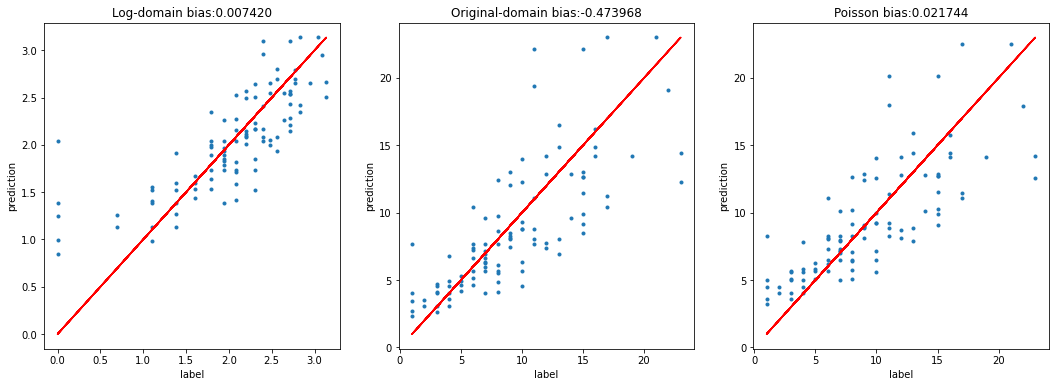 Log-domain bias:0.007420
prediction
3.0
2.5
2.0
1.5
1.0
0.5
0.0
0.0 0.5 1.0 1.5 2.0 2.5 3.0
label
Original-domain bias:-0.473968
prediction
20
15
10
5
0
0 5 10 15 20
label
Poisson bias:0.021744
prediction
20
15
10
5
0
0 5 10 15 20
label